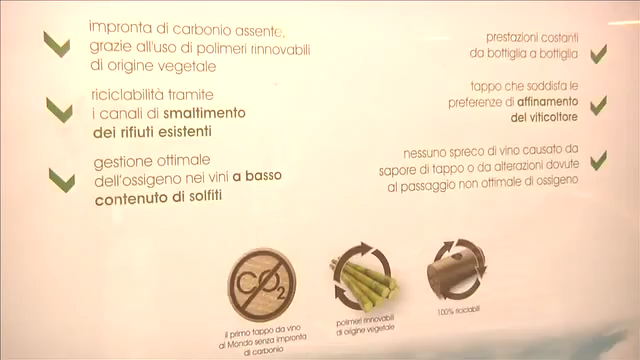 impronta di carbonio assente,
grazie all'uso di polimeri rinnovabili
di origine vegetale
riciclabilità tramite
i canali di smaltimento
dei rifiuti esistenti
gestione ottimale
dell'ossigeno nei vini a basso
contenuto di solfiti
prestazioni costanti
da bottiglia a bottiglia
tappo che soddisfa le
preferenze di affinamento
del viticoltore
nessuno spreco di vino causato da
sapore di tappo o da alterazioni dovute
al passaggio non ottimale di ossigeno
CO2
il primo tappo da vino
al Mondo senza impronta
di carbonio
polimeri rinnovabili
di origine vegetale
100% riciclabili